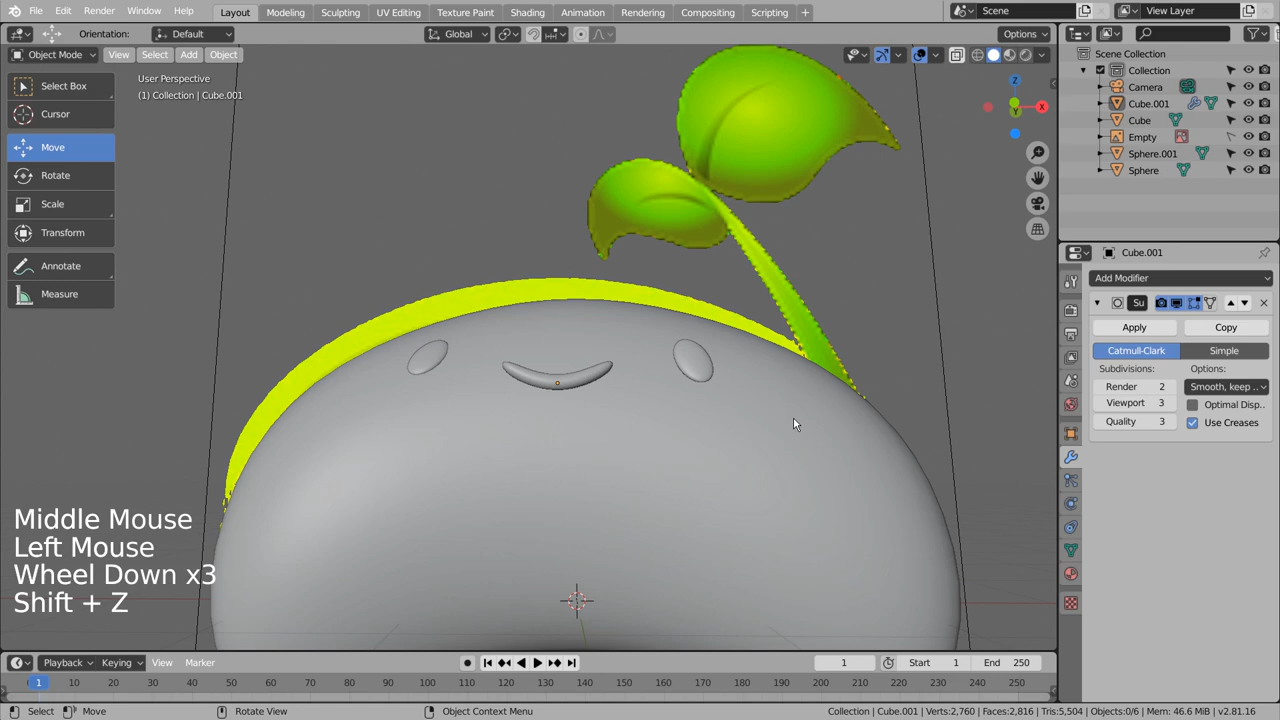 File Edit Render Window Help Layout Modeling Sculpting UV Editing Texture Paint Shading Animation Rendering Compositing Scripting + Scene View Layer
Orientation: Default Global Options
Object Mode View Select Add Object
User Perspective
(1) Collection | Cube.001
Select Box
Cursor
Move
Rotate
Scale
Transform
Annotate
Measure
Z
X
Y
Scene Collection
Collection
Camera
Cube.001
Cube
Empty
Sphere.001
Sphere
Cube.001
Add Modifier
Su
Apply Copy
Catmull-Clark Simple
Subdivisions: Options:
Render 2 Smooth, keep ..
Viewport 3 Optimal Disp..
Quality 3 Use Creases
Middle Mouse
Left Mouse
Wheel Down x3
Shift + Z
Playback Keying View Marker 1 Start 1 End 250
1 10 20 30 40 50 60 70 80 90 100 110 120 130 140 150 160 170 180 190 200 210 220 230 240 250
Select Move Rotate View Object Context Menu Collection | Cube.001 | Verts:2,760 | Faces:2,816 | Tris:5,504 | Objects:0/6 | Mem: 46.6 MiB | v2.81.16